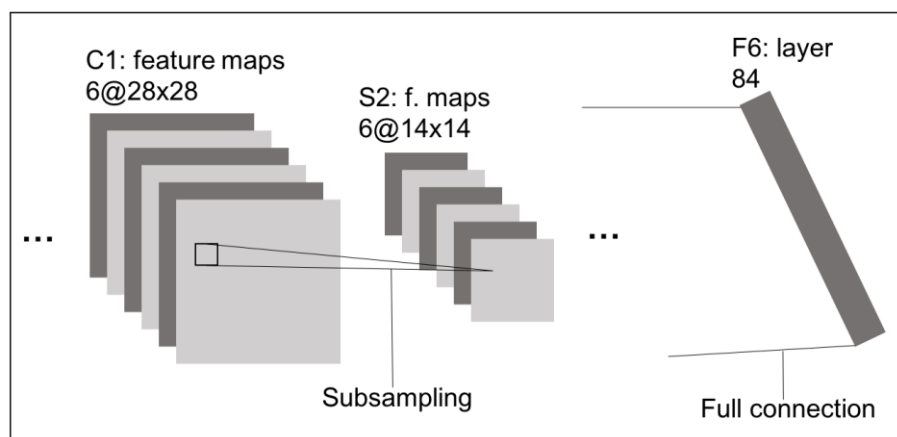 C1: feature maps
6@28x28
S2: f. maps
6@14x14
F6: layer
84
...
...
Subsampling
Full connection